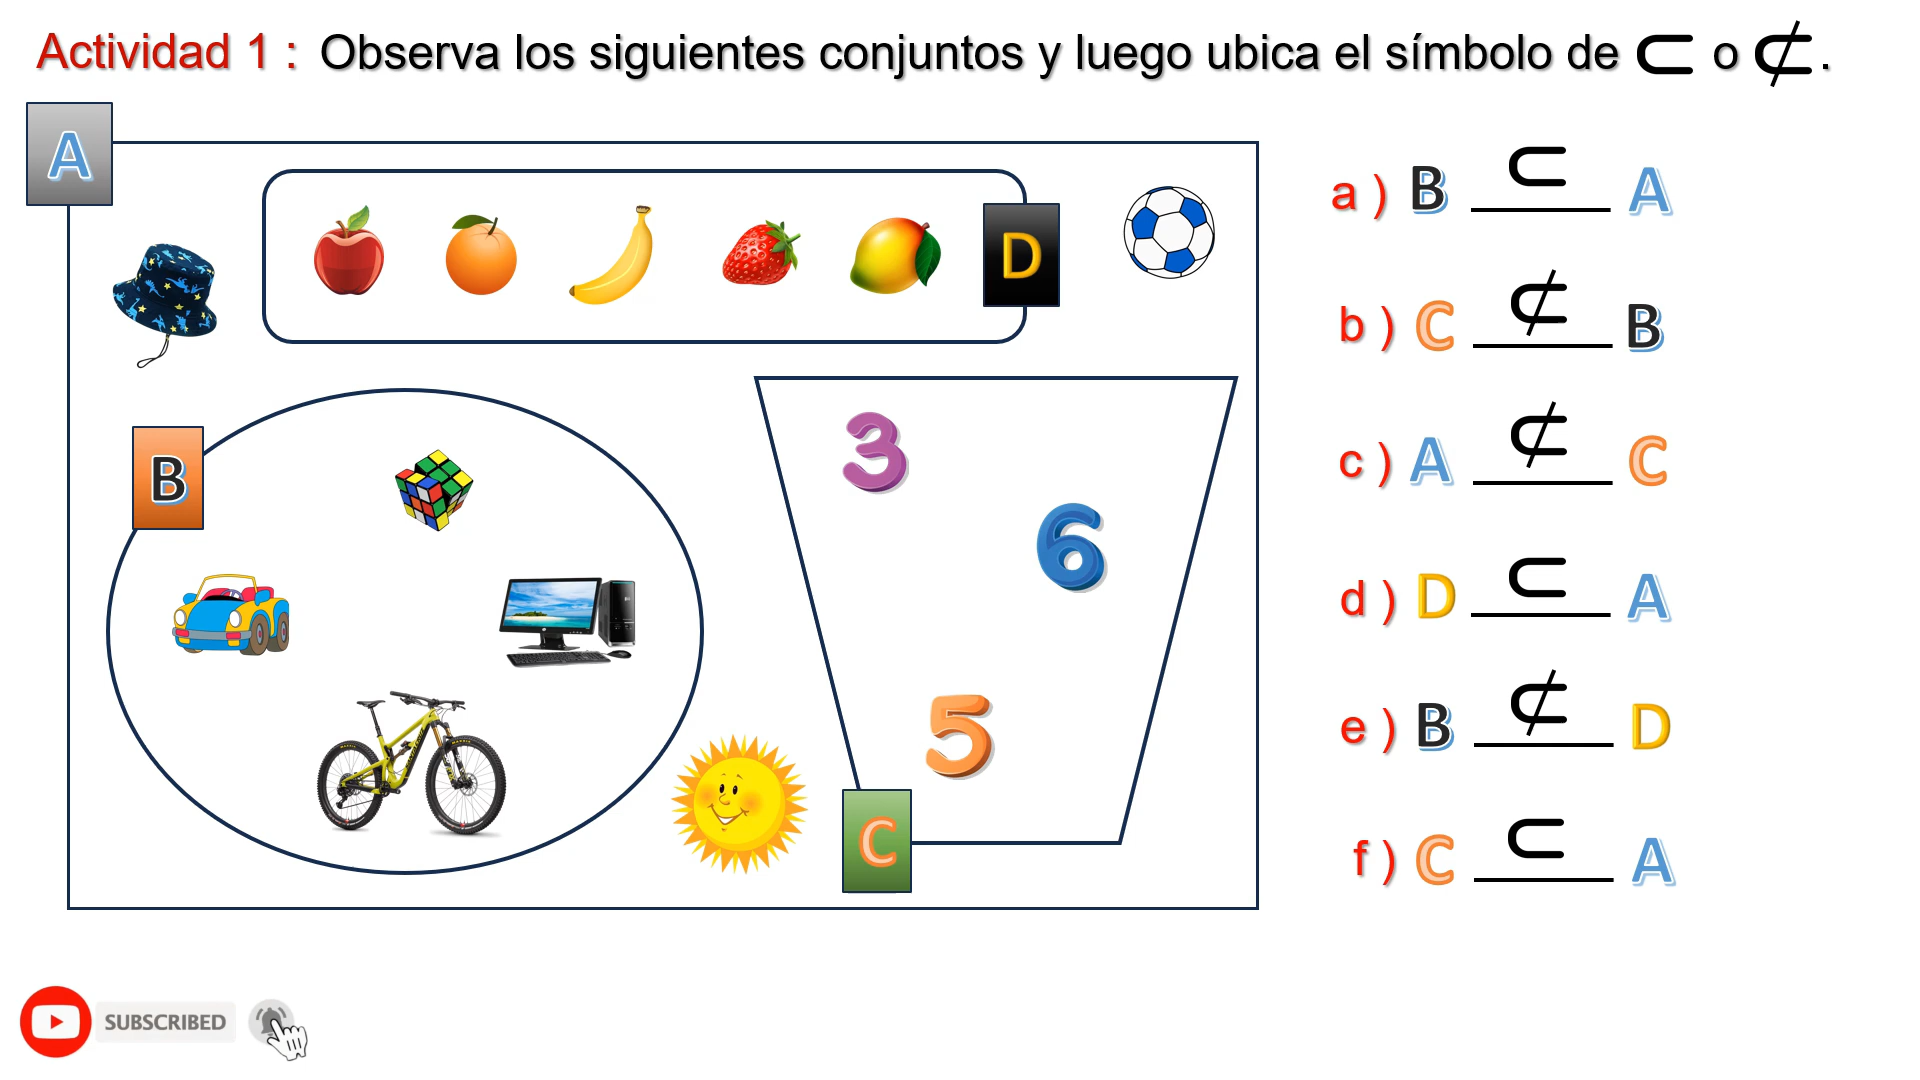 Actividad 1 : Observa los siguientes conjuntos y luego ubica el símbolo de ⊂ o ⊄ .
A
D
B
3
6
5
C
a ) B ⊂ A
b ) C ⊄ B
c ) A ⊄ C
d ) D ⊂ A
e ) B ⊄ D
f ) C ⊂ A
SUBSCRIBED